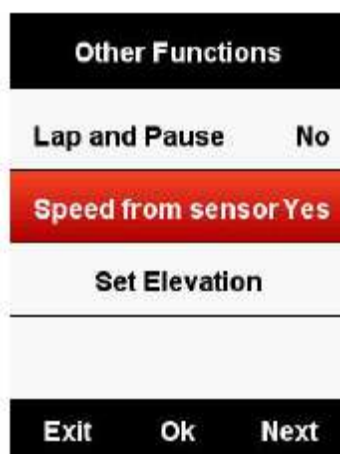 Other Functions
Lap and Pause No
Speed from sensor Yes
Set Elevation
Exit Ok Next